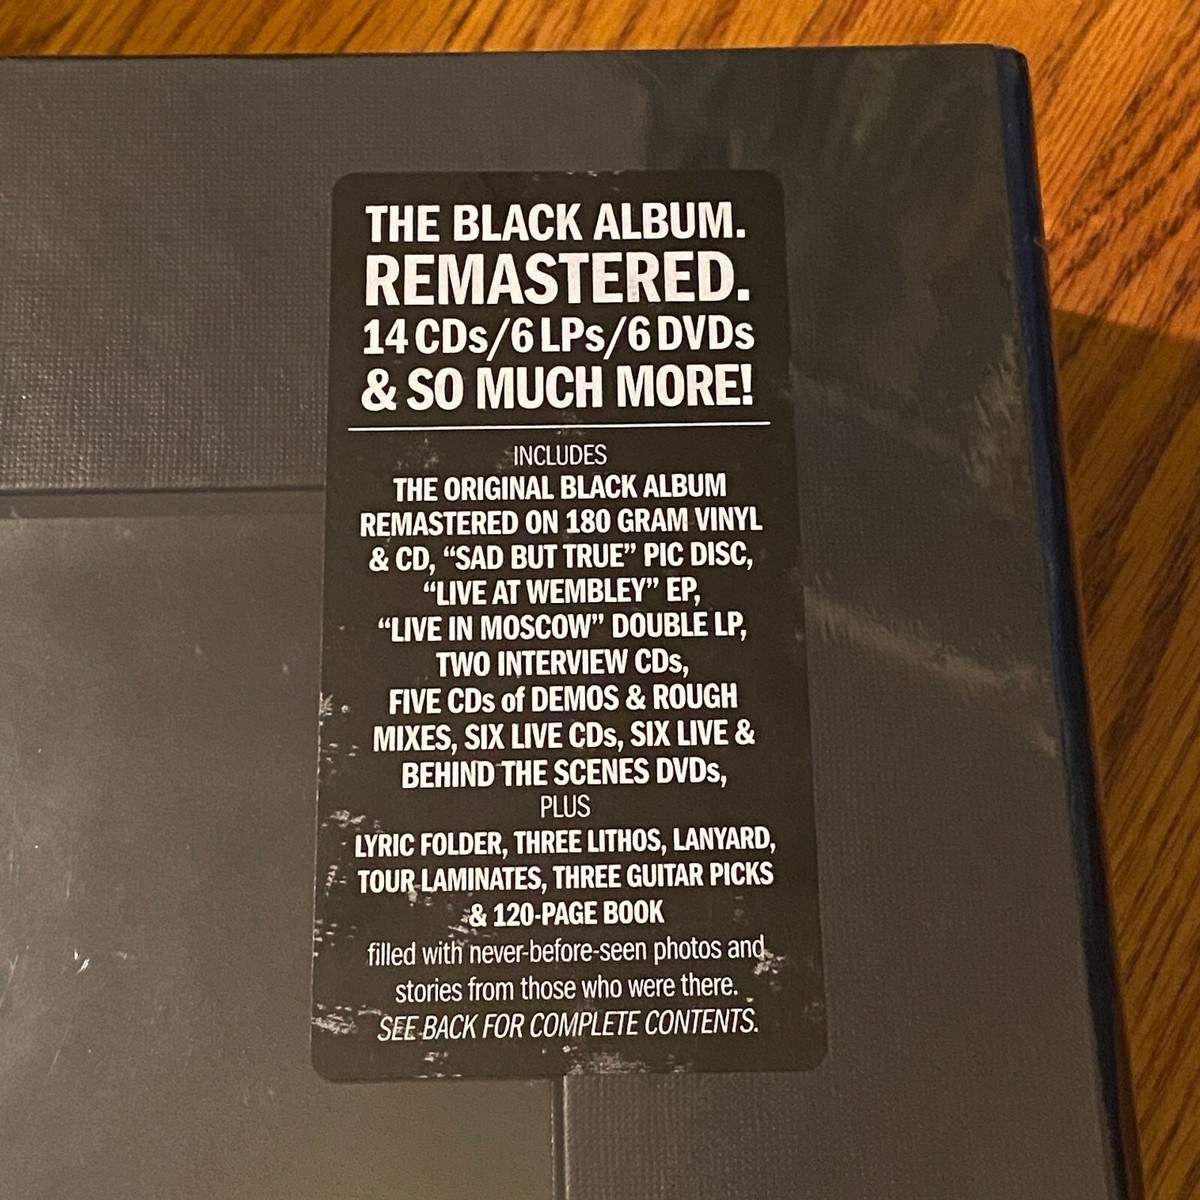 THE BLACK ALBUM.
REMASTERED.
14 CDs/6 LPs/6 DVDs
& SO MUCH MORE!
INCLUDES
THE ORIGINAL BLACK ALBUM
REMASTERED ON 180 GRAM VINYL
& CD, “SAD BUT TRUE” PIC DISC,
“LIVE AT WEMBLEY” EP,
“LIVE IN MOSCOW” DOUBLE LP,
TWO INTERVIEW CDs,
FIVE CDs of DEMOS & ROUGH
MIXES, SIX LIVE CDs, SIX LIVE &
BEHIND THE SCENES DVDs,
PLUS
LYRIC FOLDER, THREE LITHOS, LANYARD,
TOUR LAMINATES, THREE GUITAR PICKS
& 120-PAGE BOOK
filled with never-before-seen photos and
stories from those who were there.
SEE BACK FOR COMPLETE CONTENTS.